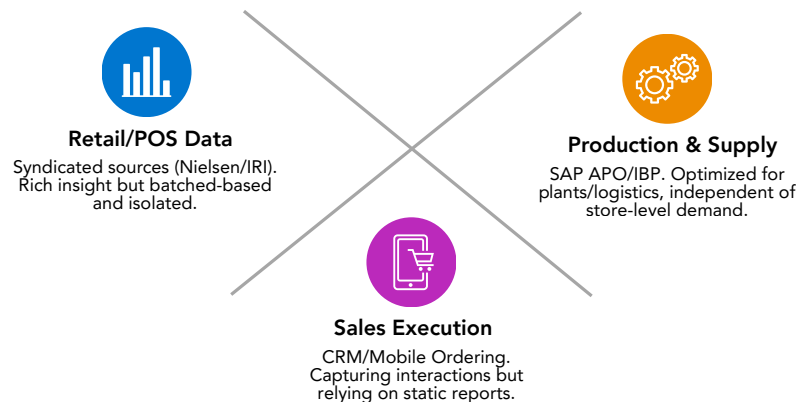 Retail/POS Data
Syndicated sources (Nielsen/IRI).
Rich insight but batched-based
and isolated.
Production & Supply
SAP APO/IBP. Optimized for
plants/logistics, independent of
store-level demand.
Sales Execution
CRM/Mobile Ordering.
Capturing interactions but
relying on static reports.